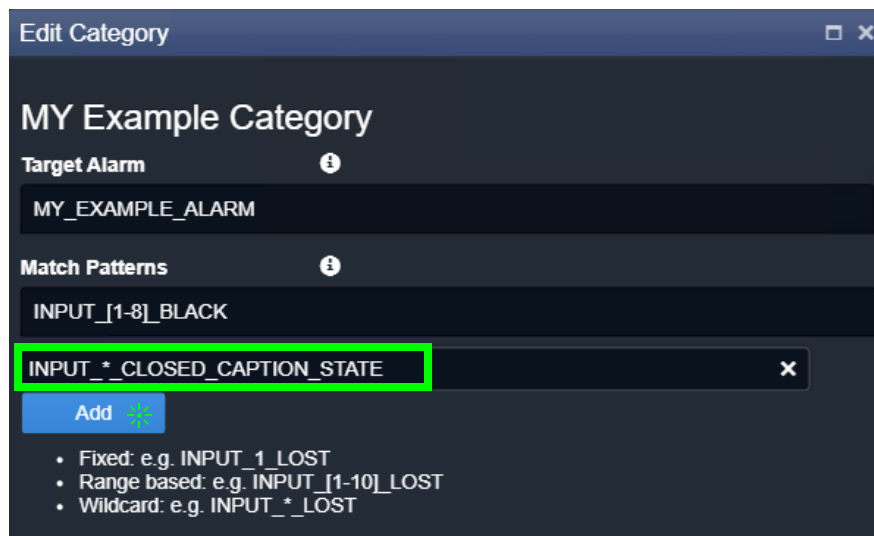 Edit Category
MY Example Category
Target Alarm
MY_EXAMPLE_ALARM
Match Patterns
INPUT_[1-8]_BLACK
INPUT_*_CLOSED_CAPTION_STATE
Add
• Fixed: e.g. INPUT_1_LOST
• Range based: e.g. INPUT_[1-10]_LOST
• Wildcard: e.g. INPUT_*_LOST